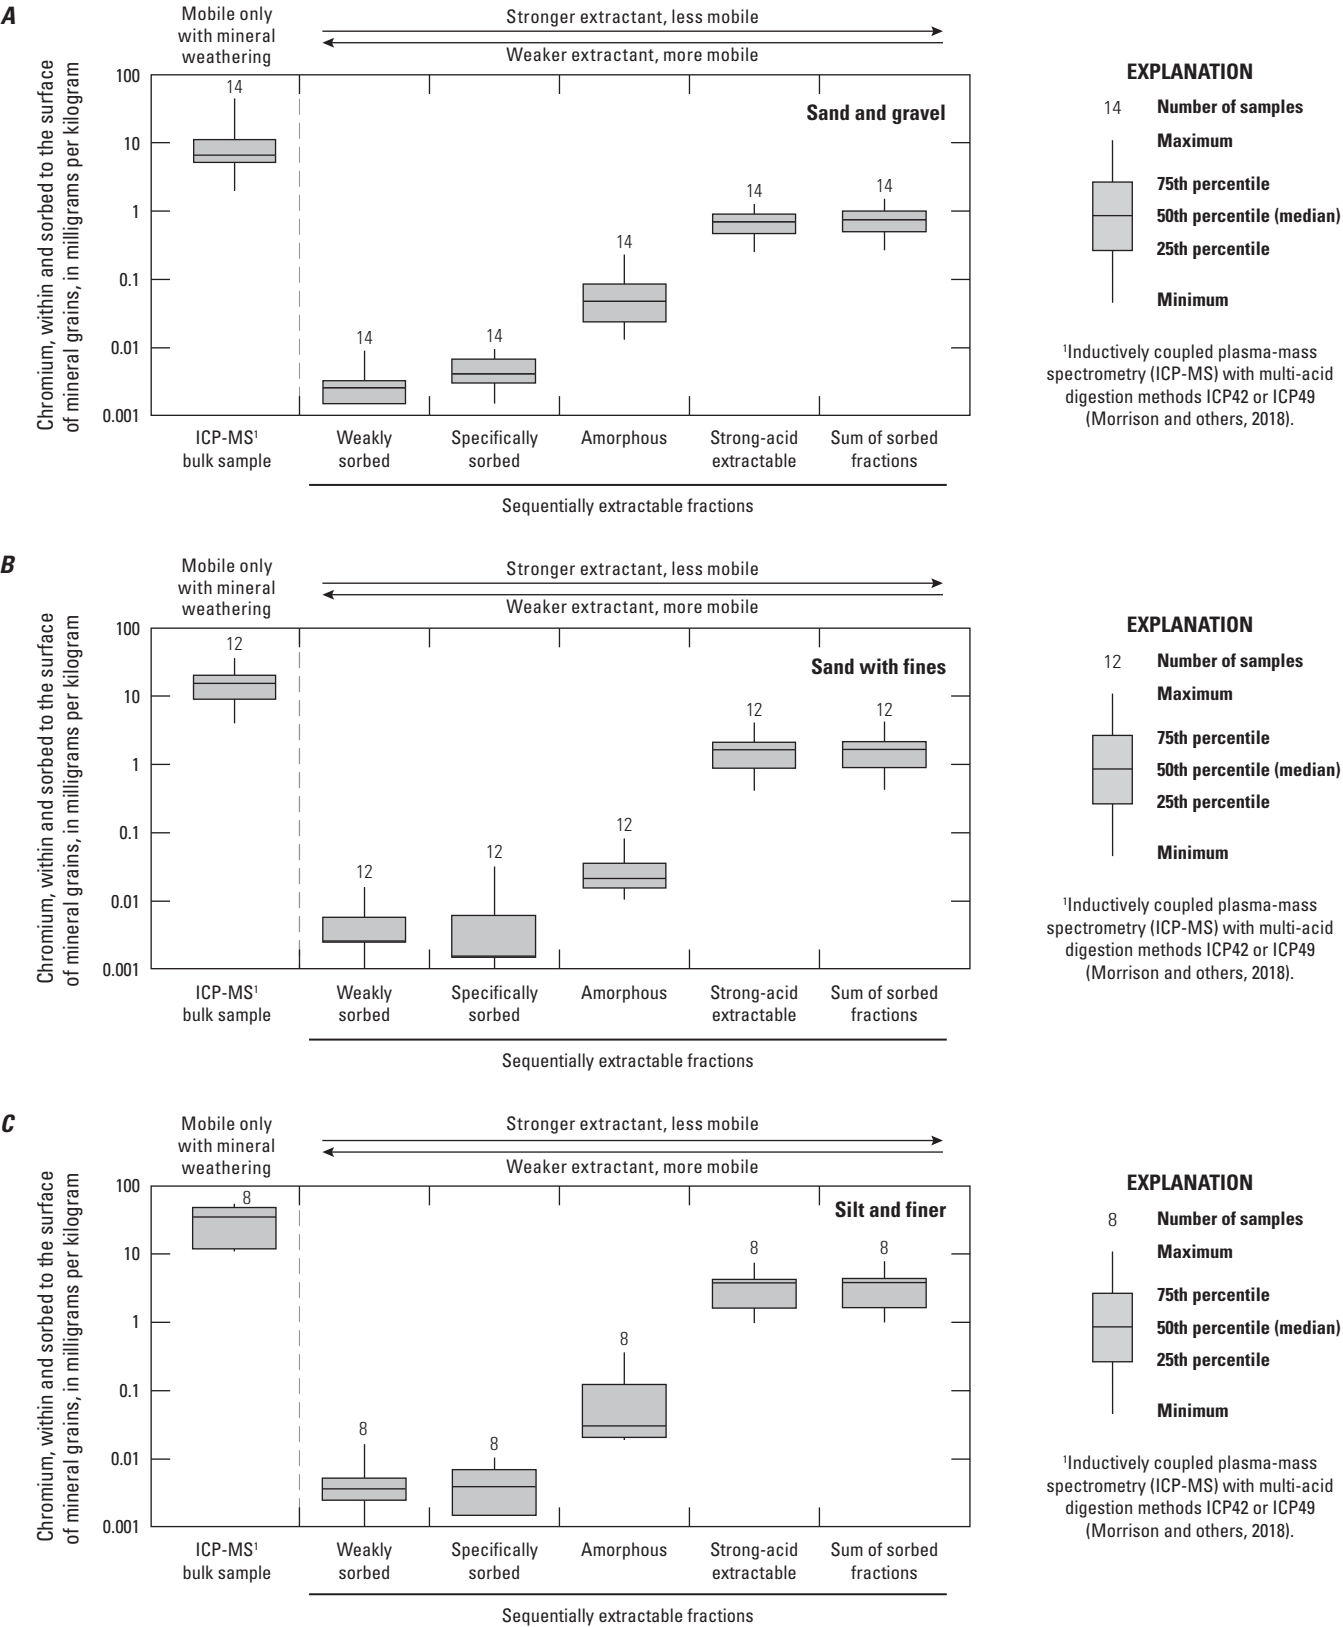 A
Mobile only
with mineral
weathering
Stronger extractant, less mobile
Weaker extractant, more mobile
Chromium, within and sorbed to the surface
of mineral grains, in milligrams per kilogram
100
10
1
0.1
0.01
0.001
Sand and gravel
14
14
14
14
14
14
ICP-MS¹
bulk sample
Weakly
sorbed
Specifically
sorbed
Amorphous
Strong-acid
extractable
Sum of sorbed
fractions
Sequentially extractable fractions
EXPLANATION
14 Number of samples
Maximum
75th percentile
50th percentile (median)
25th percentile
Minimum
¹Inductively coupled plasma-mass
spectrometry (ICP-MS) with multi-acid
digestion methods ICP42 or ICP49
(Morrison and others, 2018).
B
Mobile only
with mineral
weathering
Stronger extractant, less mobile
Weaker extractant, more mobile
Chromium, within and sorbed to the surface
of mineral grains, in milligrams per kilogram
100
10
1
0.1
0.01
0.001
Sand with fines
12
12
12
12
12
12
ICP-MS¹
bulk sample
Weakly
sorbed
Specifically
sorbed
Amorphous
Strong-acid
extractable
Sum of sorbed
fractions
Sequentially extractable fractions
EXPLANATION
12 Number of samples
Maximum
75th percentile
50th percentile (median)
25th percentile
Minimum
¹Inductively coupled plasma-mass
spectrometry (ICP-MS) with multi-acid
digestion methods ICP42 or ICP49
(Morrison and others, 2018).
C
Mobile only
with mineral
weathering
Stronger extractant, less mobile
Weaker extractant, more mobile
Chromium, within and sorbed to the surface
of mineral grains, in milligrams per kilogram
100
10
1
0.1
0.01
0.001
Silt and finer
8
8
8
8
8
8
ICP-MS¹
bulk sample
Weakly
sorbed
Specifically
sorbed
Amorphous
Strong-acid
extractable
Sum of sorbed
fractions
Sequentially extractable fractions
EXPLANATION
8 Number of samples
Maximum
75th percentile
50th percentile (median)
25th percentile
Minimum
¹Inductively coupled plasma-mass
spectrometry (ICP-MS) with multi-acid
digestion methods ICP42 or ICP49
(Morrison and others, 2018).